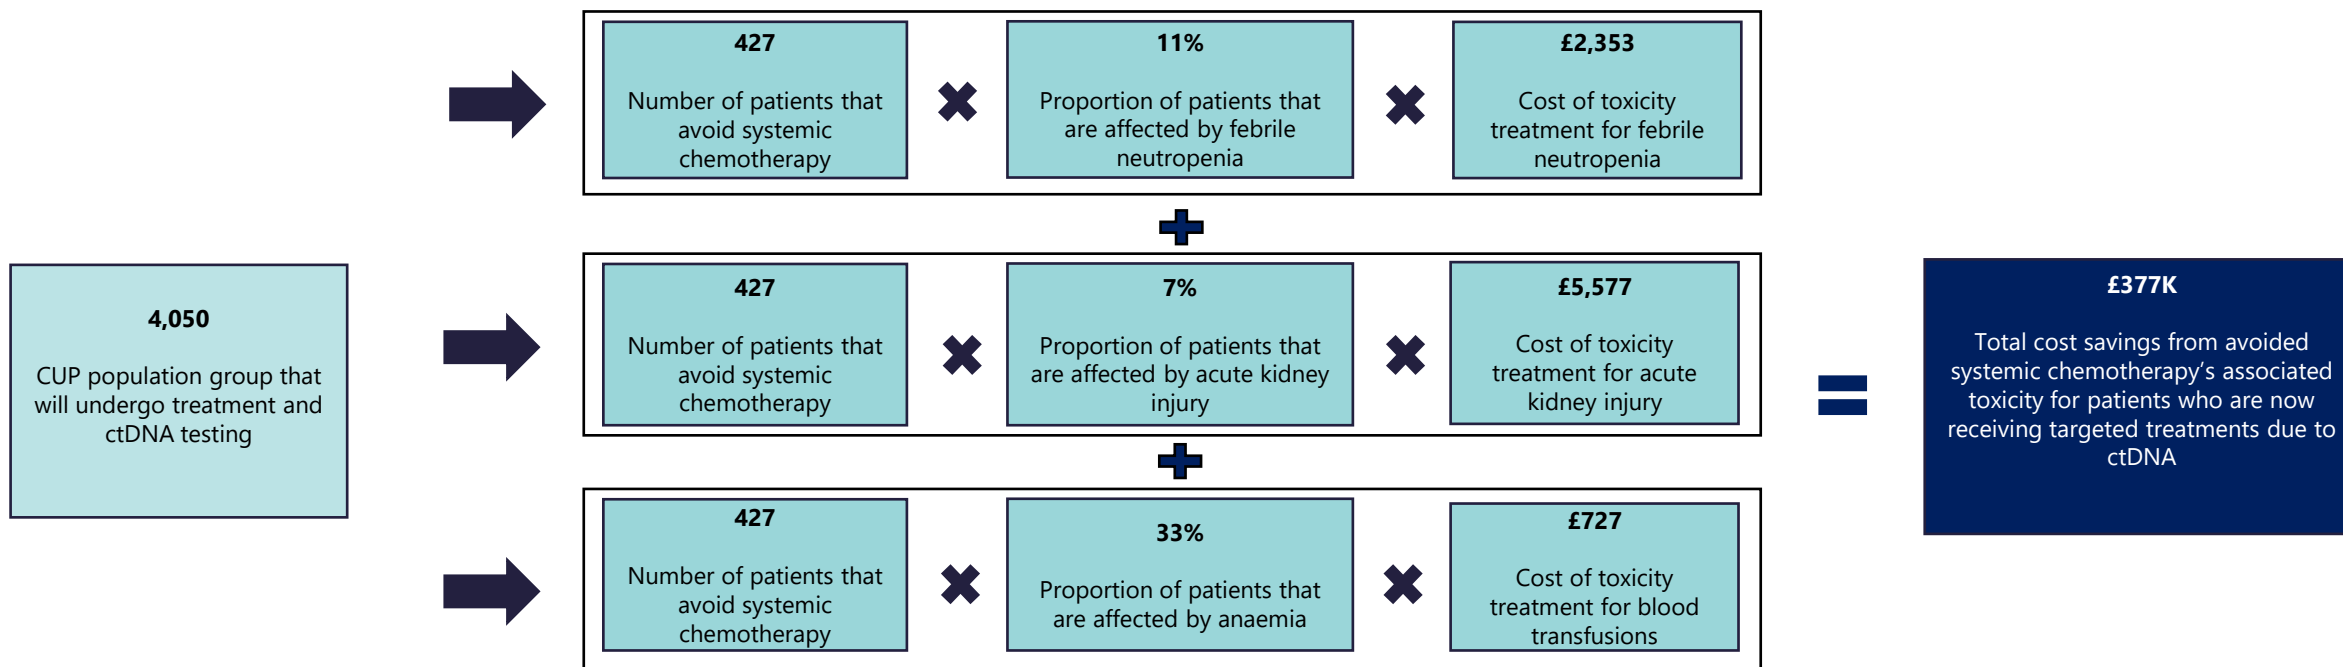 427
Number of patients that
avoid systemic
chemotherapy
11%
Proportion of patients that
are affected by febrile
neutropenia
£2,353
Cost of toxicity
treatment for febrile
neutropenia
4,050
CUP population group that
will undergo treatment and
ctDNA testing
427
Number of patients that
avoid systemic
chemotherapy
7%
Proportion of patients that
are affected by acute kidney
injury
£5,577
Cost of toxicity
treatment for acute
kidney injury
£377K
Total cost savings from avoided
systemic chemotherapy’s associated
toxicity for patients who are now
receiving targeted treatments due to
ctDNA
427
Number of patients that
avoid systemic
chemotherapy
33%
Proportion of patients that
are affected by anaemia
£727
Cost of toxicity
treatment for blood
transfusions